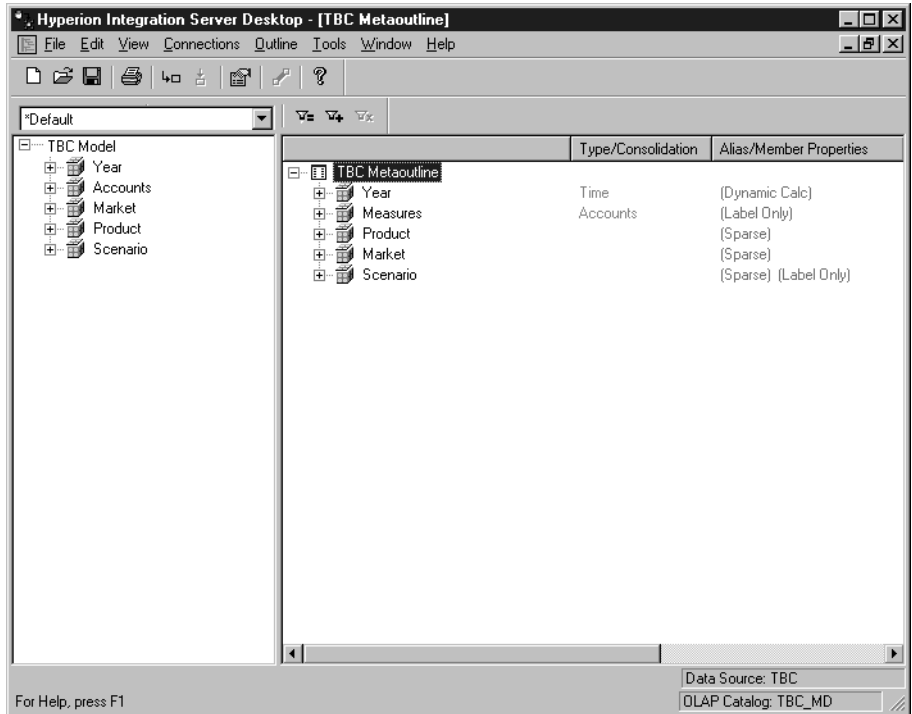 Hyperion Integration Server Desktop - [TBC Metaoutline]
File Edit View Connections Outline Tools Window Help
*Default
TBC Model
Year
Accounts
Market
Product
Scenario
Type/Consolidation Alias/Member Properties
TBC Metaoutline
Year Time (Dynamic Calc)
Measures Accounts (Label Only)
Product (Sparse)
Market (Sparse)
Scenario (Sparse) (Label Only)
Data Source: TBC
For Help, press F1 OLAP Catalog: TBC_MD